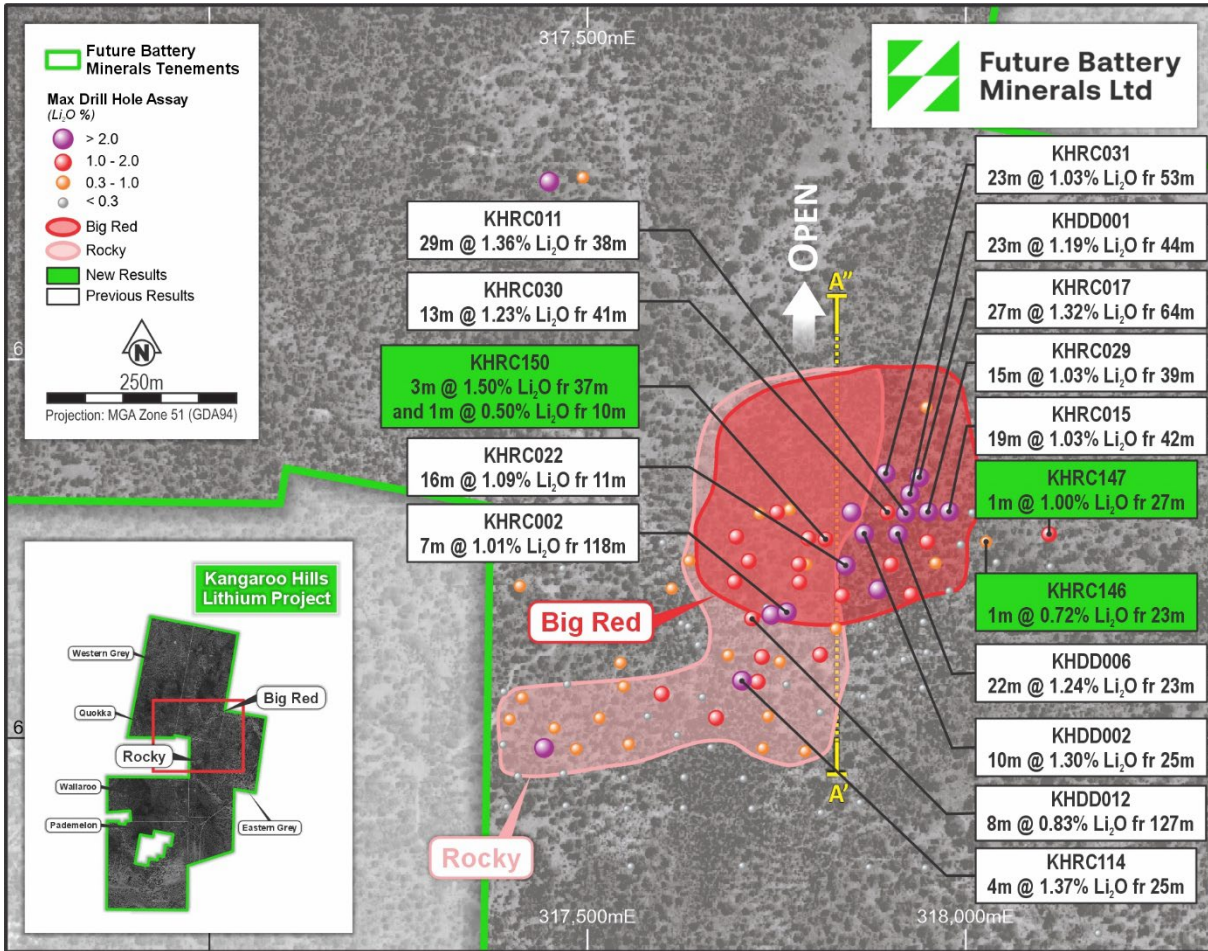 Future Battery
Minerals Tenements
Max Drill Hole Assay
(Li₂O %)
> 2.0
1.0 - 2.0
0.3 - 1.0
< 0.3
Big Red
Rocky
New Results
Previous Results
N
250m
Projection: MGA Zone 51 (GDA94)
317,500mE
Future Battery
Minerals Ltd
KHRC011
29m @ 1.36% Li₂O fr 38m
KHRC030
13m @ 1.23% Li₂O fr 41m
KHRC150
3m @ 1.50% Li₂O fr 37m
and 1m @ 0.50% Li₂O fr 10m
KHRC022
16m @ 1.09% Li₂O fr 11m
KHRC002
7m @ 1.01% Li₂O fr 118m
OPEN
A"
KHRC031
23m @ 1.03% Li₂O fr 53m
KHDD001
23m @ 1.19% Li₂O fr 44m
KHRC017
27m @ 1.32% Li₂O fr 64m
KHRC029
15m @ 1.03% Li₂O fr 39m
KHRC015
19m @ 1.03% Li₂O fr 42m
KHRC147
1m @ 1.00% Li₂O fr 27m
KHRC146
1m @ 0.72% Li₂O fr 23m
KHDD006
22m @ 1.24% Li₂O fr 23m
KHDD002
10m @ 1.30% Li₂O fr 25m
KHDD012
8m @ 0.83% Li₂O fr 127m
KHRC114
4m @ 1.37% Li₂O fr 25m
Big Red
Rocky
A'
6
6
Kangaroo Hills
Lithium Project
Western Grey
Big Red
Quokka
Rocky
Wallaroo
Pademelon
Eastern Grey
317,500mE
318,000mE